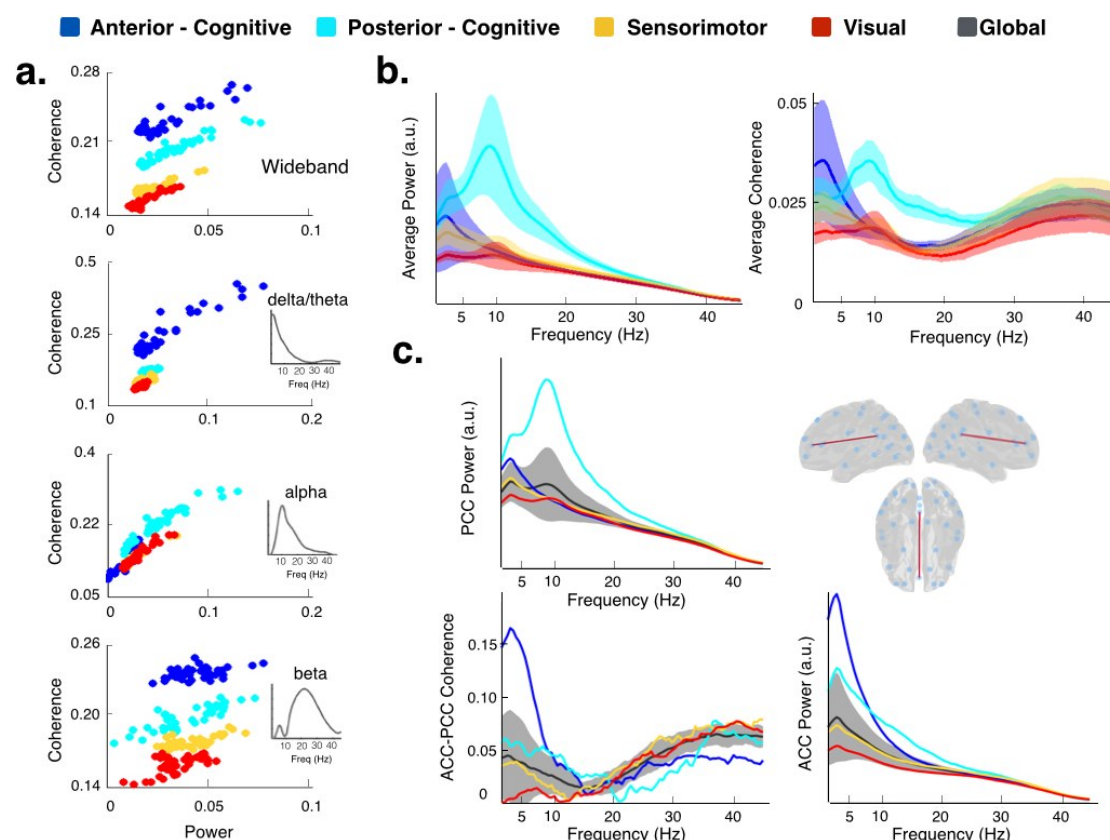 Anterior - Cognitive Posterior - Cognitive Sensorimotor Visual Global
a.
0.28
0.21
0.14
Coherence
Wideband
0 0.05 0.1
0.5
0.25
0.1
Coherence
delta/theta
10 20 30 40
Freq (Hz)
0 0.1 0.2
0.4
0.22
0.05
Coherence
alpha
10 20 30 40
Freq (Hz)
0 0.1 0.2
0.26
0.20
0.14
Coherence
beta
10 20 30 40
Freq (Hz)
0 0.05 0.1
Power
b.
Average Power (a.u.)
5 10 20 30 40
Frequency (Hz)
0.05
0.025
0
Average Coherence
5 10 20 30 40
Frequency (Hz)
c.
PCC Power (a.u.)
5 10 20 30 40
Frequency (Hz)
0.15
0.10
0.05
0
ACC-PCC Coherence
5 10 20 30 40
Frequency (Hz)
ACC Power (a.u.)
5 10 20 30 40
Frequency (Hz)